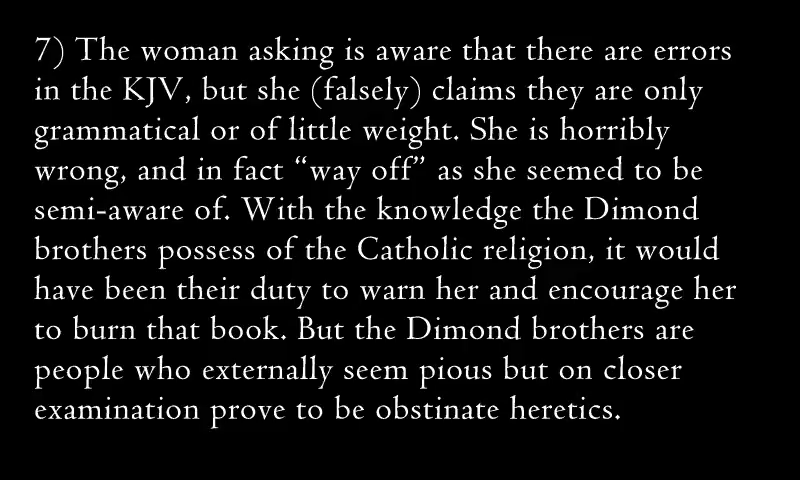 7) The woman asking is aware that there are errors
in the KJV, but she (falsely) claims they are only
grammatical or of little weight. She is horribly
wrong, and in fact “way off” as she seemed to be
semi-aware of. With the knowledge the Dimond
brothers possess of the Catholic religion, it would
have been their duty to warn her and encourage her
to burn that book. But the Dimond brothers are
people who externally seem pious but on closer
examination prove to be obstinate heretics.